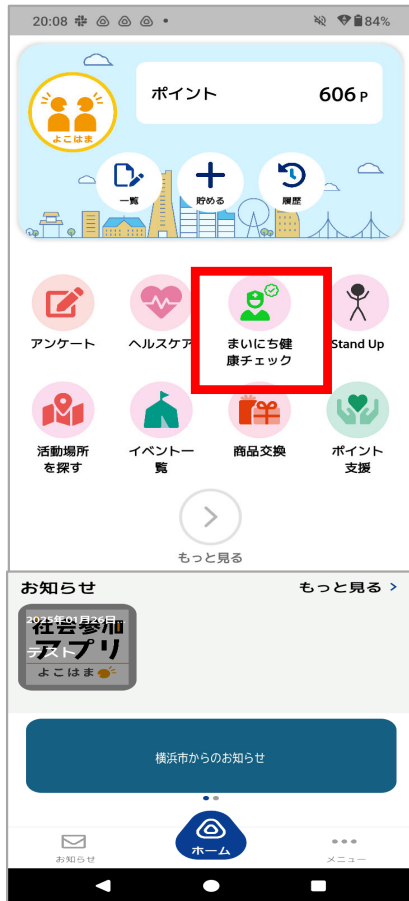 20:08
84%
よこはま
ポイント 606 P
一覧 貯める 履歴
アンケート
ヘルスケア
まいにち健
康チェック
Stand Up
活動場所
を探す
イベント一
覧
商品交換
ポイント
支援
もっと見る
お知らせ もっと見る >
2025年01月26日...
社会参加
テスト
アプリ
よこはま
横浜市からのお知らせ
お知らせ ホーム メニュー